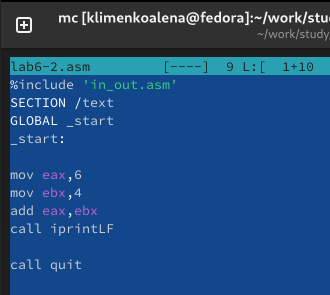 mc [klimenkoalena@fedora]:~/work/stu
~/work/study
lab6-2.asm [----] 9 L:[ 1+10
%include 'in_out.asm'
SECTION /text
GLOBAL _start
_start:
mov eax,6
mov ebx,4
add eax,ebx
call iprintLF
call quit